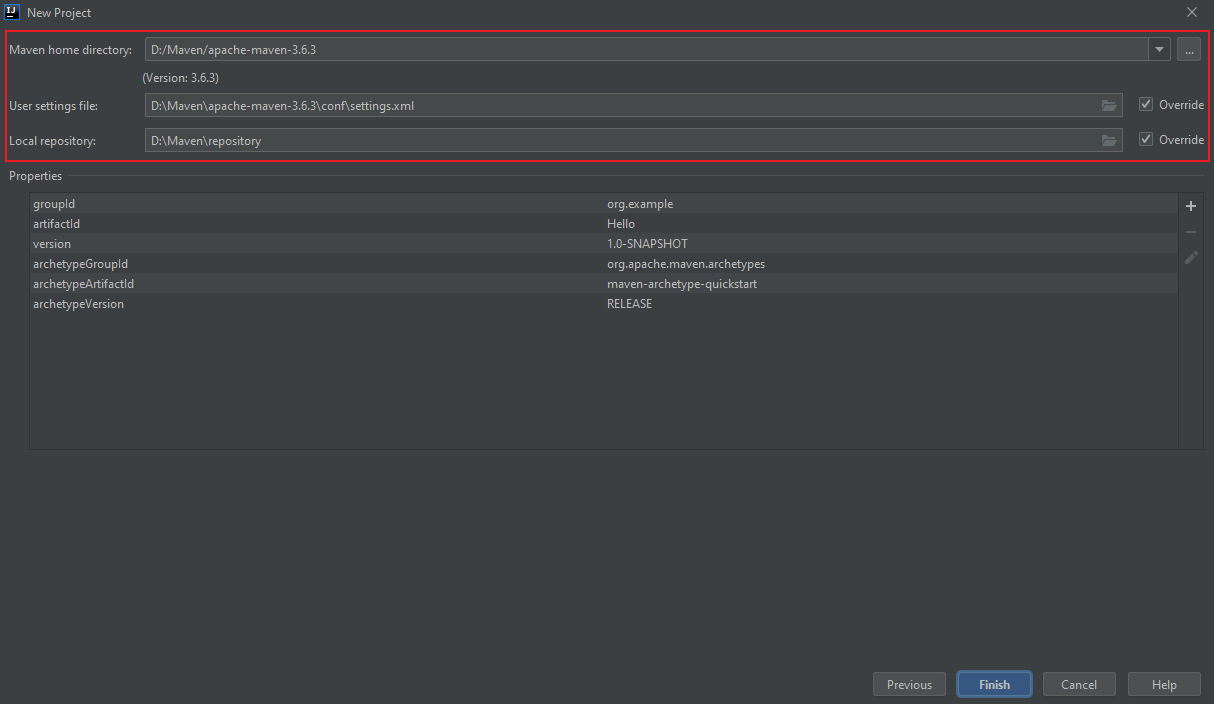 IJ New Project
Maven home directory: D:/Maven/apache-maven-3.6.3 ...
(Version: 3.6.3)
User settings file: D:\Maven\apache-maven-3.6.3\conf\settings.xml Override
Local repository: D:\Maven\repository Override
Properties
groupId org.example
artifactId Hello
version 1.0-SNAPSHOT
archetypeGroupId org.apache.maven.archetypes
archetypeArtifactId maven-archetype-quickstart
archetypeVersion RELEASE
Previous Finish Cancel Help